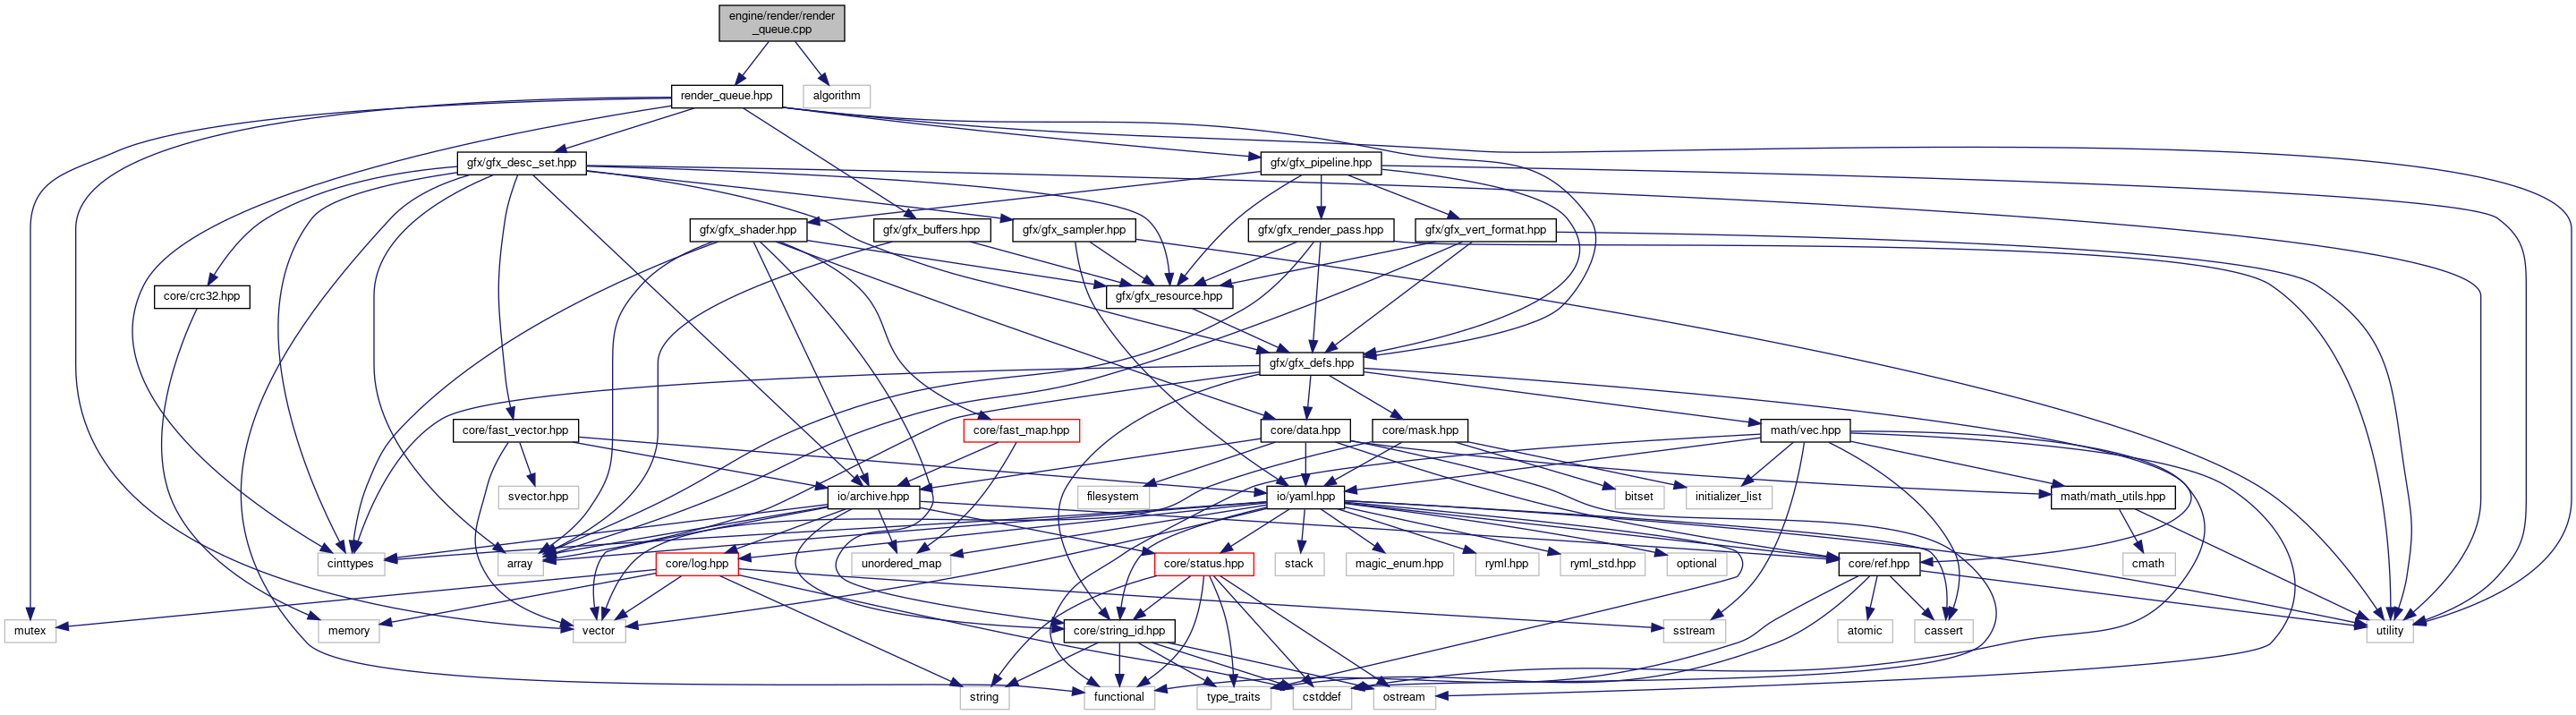 engine/render/render
_queue.cpp
render_queue.hpp
algorithm
gfx/gfx_desc_set.hpp
gfx/gfx_pipeline.hpp
gfx/gfx_shader.hpp
gfx/gfx_buffers.hpp
gfx/gfx_sampler.hpp
gfx/gfx_render_pass.hpp
gfx/gfx_vert_format.hpp
core/crc32.hpp
gfx/gfx_resource.hpp
gfx/gfx_defs.hpp
core/fast_vector.hpp
core/fast_map.hpp
core/data.hpp
core/mask.hpp
math/vec.hpp
svector.hpp
io/archive.hpp
filesystem
io/yaml.hpp
bitset
initializer_list
math/math_utils.hpp
cinttypes
array
core/log.hpp
unordered_map
core/status.hpp
stack
magic_enum.hpp
ryml.hpp
ryml_std.hpp
optional
core/ref.hpp
cmath
mutex
memory
vector
sstream
core/string_id.hpp
atomic
cassert
utility
string
functional
type_traits
cstddef
ostream